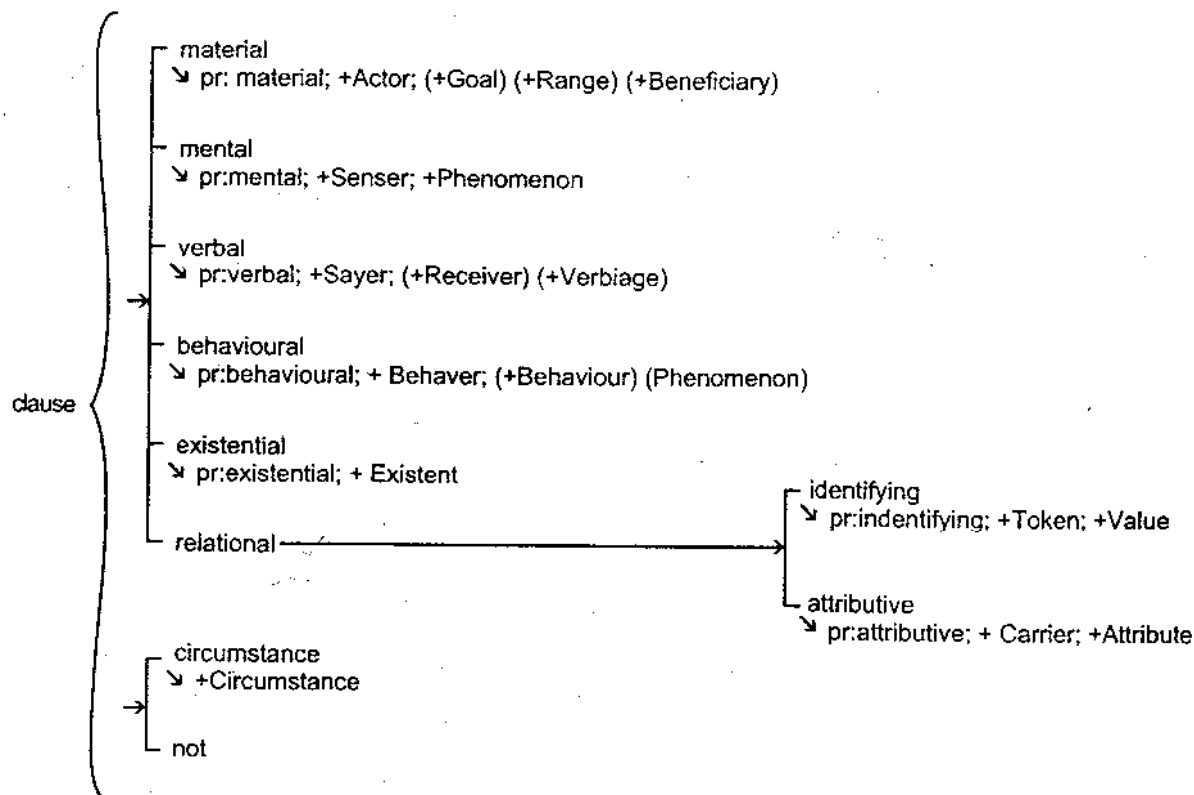 material
↘ pr: material; +Actor; (+Goal) (+Range) (+Beneficiary)
mental
↘ pr:mental; +Senser; +Phenomenon
verbal
↘ pr:verbal; +Sayer; (+Receiver) (+Verbiage)
behavioural
↘ pr:behavioural; + Behaver; (+Behaviour) (Phenomenon)
clause
existential
↘ pr:existential; + Existent
identifying
↘ pr:indentifying; +Token; +Value
relational
attributive
↘ pr:attributive; + Carrier; +Attribute
circumstance
↘ +Circumstance
not